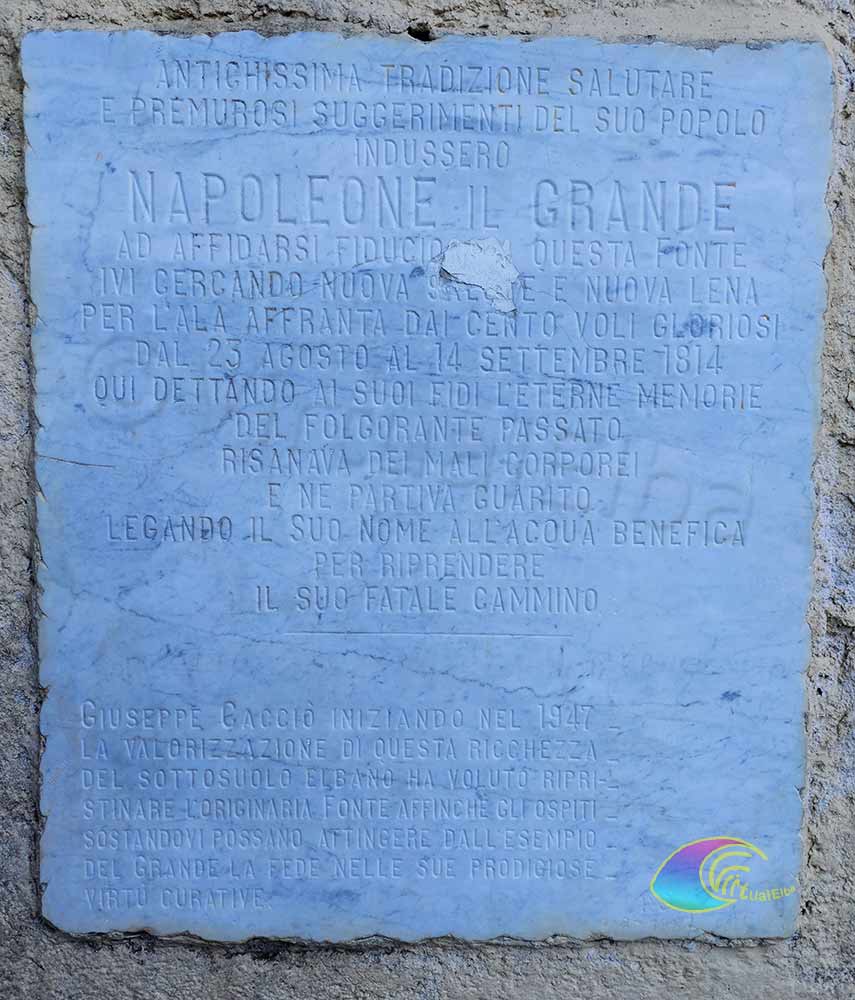 ANTICHISSIMA TRADIZIONE SALUTARE
E PREMUROSI SUGGERIMENTI DEL SUO POPOLO
INDUSSERO
NAPOLEONE IL GRANDE
AD AFFIDARSI QUESTA FONTE
IVI CERCANDO NUOVA E NUOVA LENA
PER L'ALA AFFRANTA DAI CENTO VOLI GLORIOSI
DAL 23 AGOSTO AL 14 SETTEMBRE 1814
QUI DETTANDO AI SUOI FIDI L'ETERNE MEMORIE
DEL FOLGORANTE PASSATO
RISANAVA DEI MALI CORPOREI
E NE PARTIVA GUARITO
LEGANDO IL SUO NOME ALL'ACQUA BENEFICA
PER RIPRENDERE
IL SUO FATALE CAMMINO
GIUSEPPE CACCIÒ INIZIANDO NEL 1947
LA VALORIZZAZIONE DI QUESTA RICCHEZZA
DEL SOTTOSUOLO ELBANO HA VOLUTO RIPRI-
STINARE L'ORIGINARIA FONTE AFFINCHÈ GLI OSPITI
SOSTANDOVI POSSANO ATTINGERE DALL'ESEMPIO
DEL GRANDE LA FEDE NELLE SUE PRODIGIOSE
VIRTÙ CURATIVE.
VirtualElba